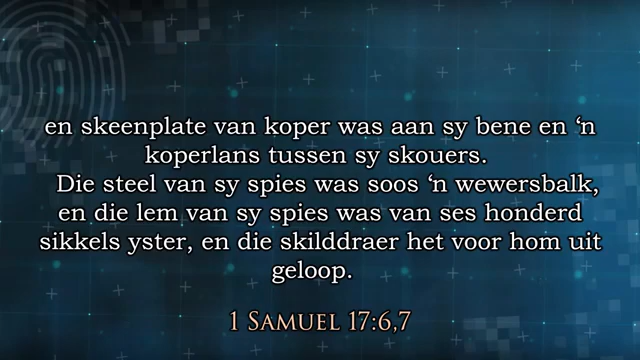 en skeenplate van koper was aan sy bene en ‘n
koperlans tussen sy skouers.
Die steel van sy spies was soos ‘n wewersbalk,
en die lem van sy spies was van ses honderd
sikkels yster, en die skilddraer het voor hom uit
geloop.
1 Samuel 17:6,7